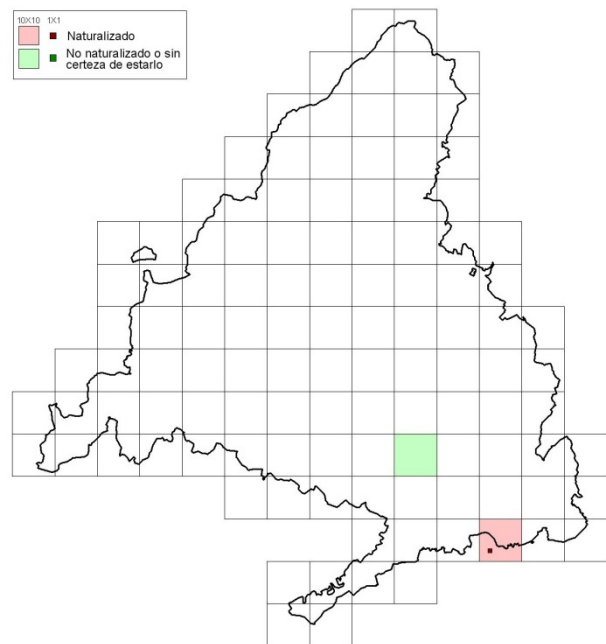 10X10 1X1
Naturalizado
No naturalizado o sin
certeza de estarlo